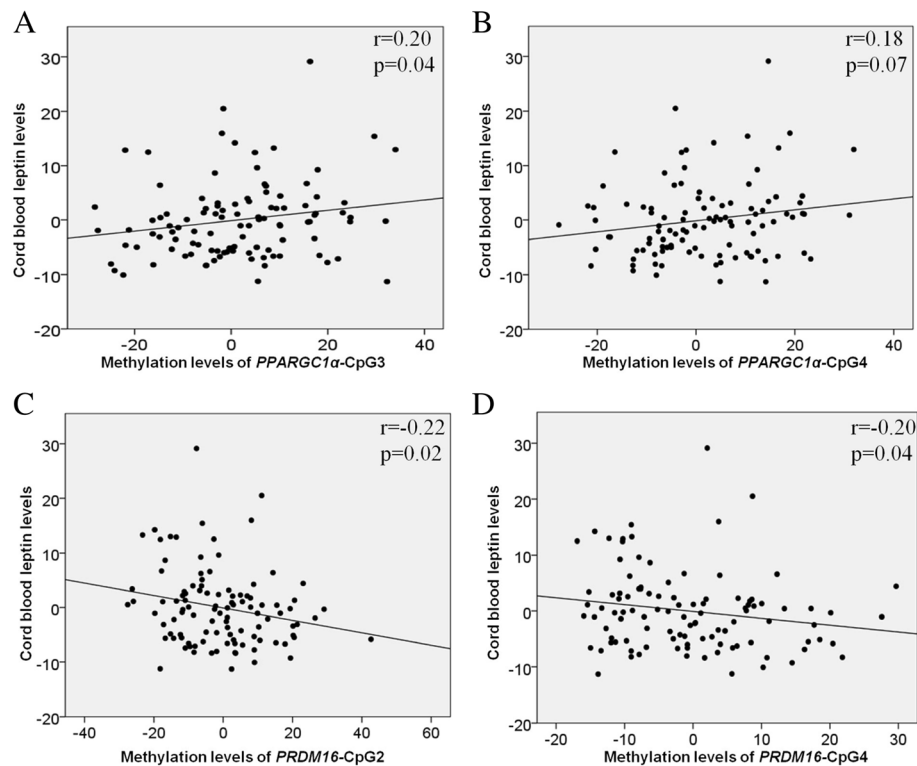 A
r=0.20
p=0.04
30
20
10
0
-10
-20
Cord blood leptin levels
-20 0 20 40
Methylation levels of PPARGC1α-CpG3
B
r=0.18
p=0.07
30
20
10
0
-10
-20
Cord blood leptin levels
-20 0 20 40
Methylation levels of PPARGC1α-CpG4
C
r=-0.22
p=0.02
30
20
10
0
-10
-20
Cord blood leptin levels
-40 -20 0 20 40 60
Methylation levels of PRDM16-CpG2
D
r=-0.20
p=0.04
30
20
10
0
-10
-20
Cord blood leptin levels
-20 -10 0 10 20 30
Methylation levels of PRDM16-CpG4